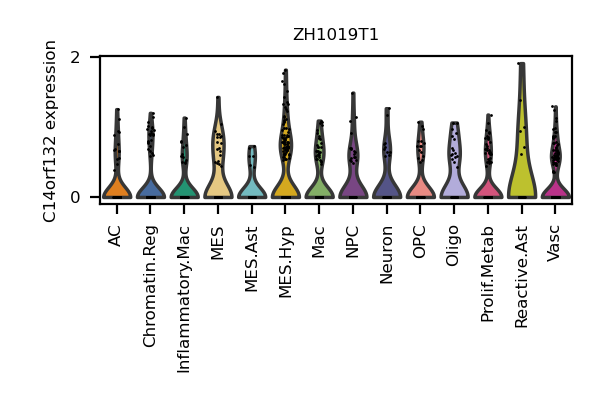 ZH1019T1
C14orf132 expression
2
0
AC
Chromatin.Reg
Inflammatory.Mac
MES
MES.Ast
MES.Hyp
Mac
NPC
Neuron
OPC
Oligo
Prolif.Metab
Reactive.Ast
Vasc